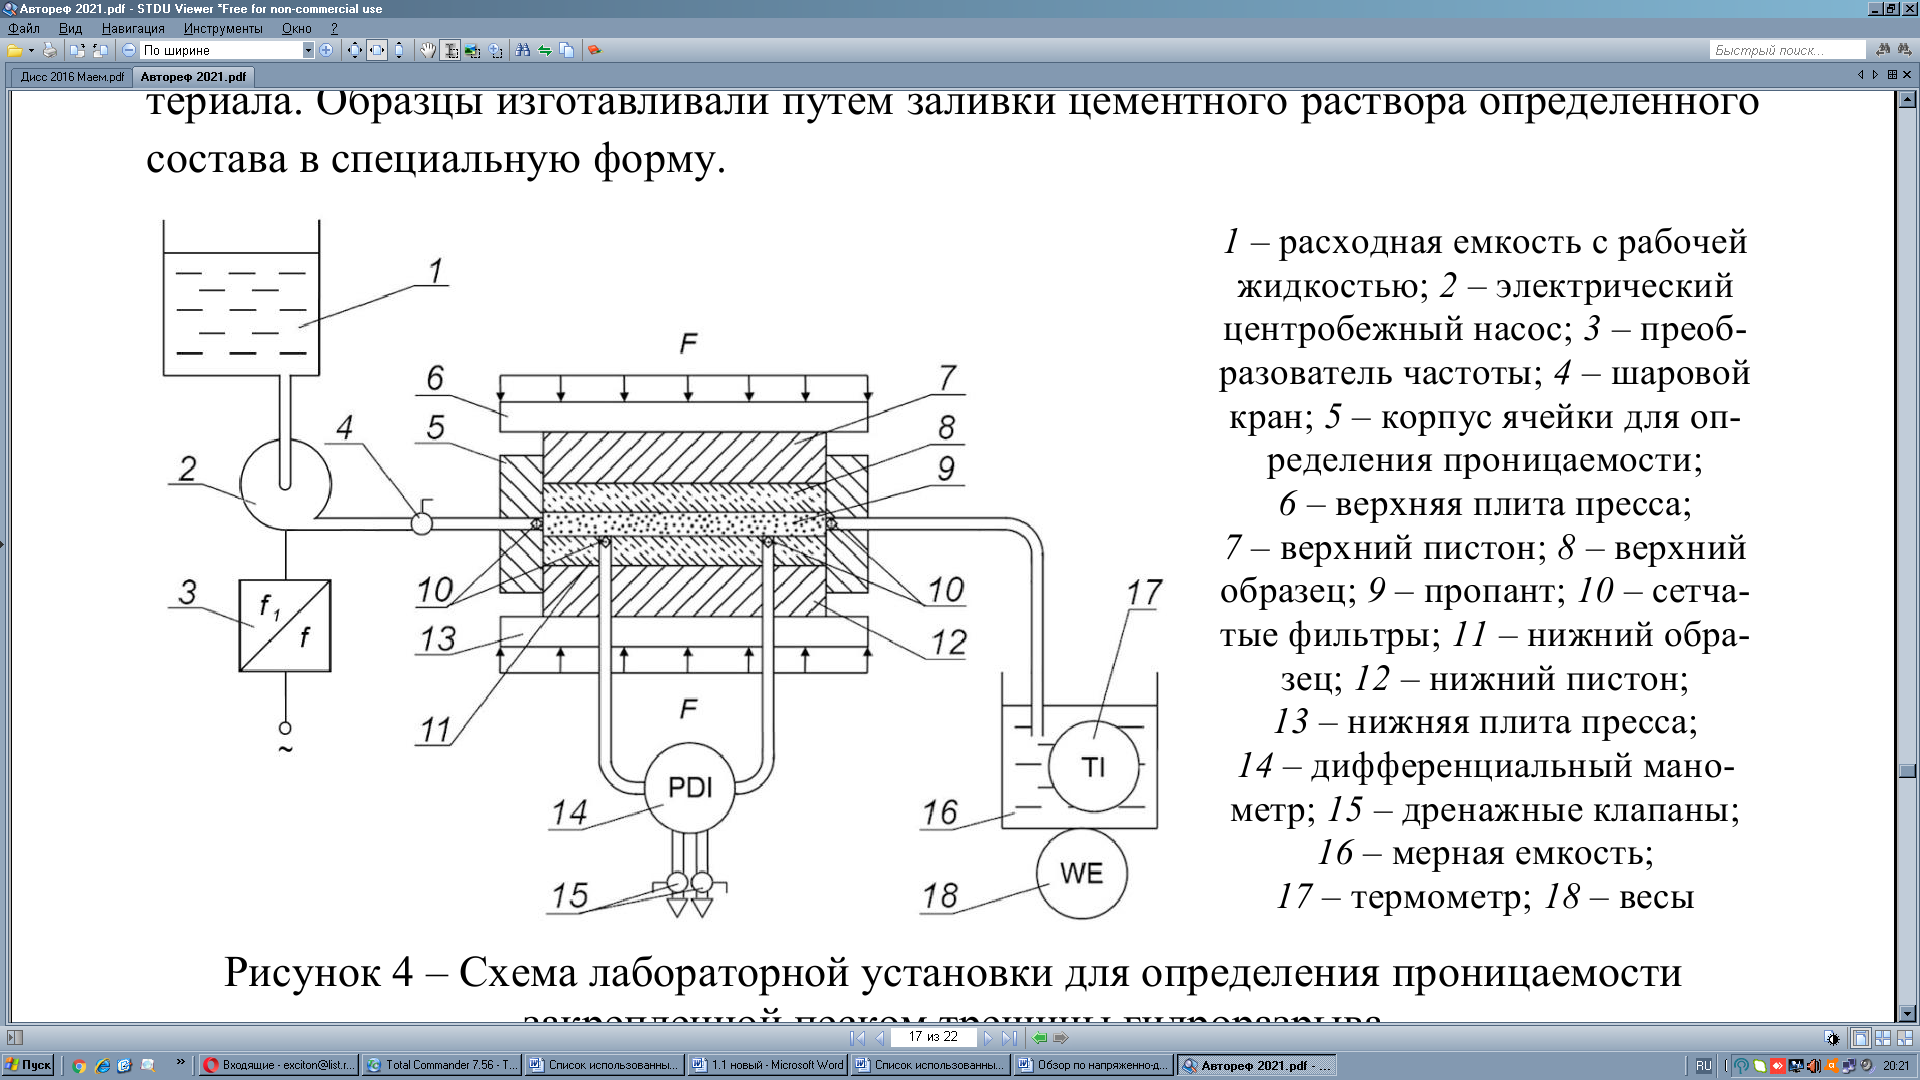 Автореф 2021.pdf - STDU Viewer *Free for non-commercial use
Файл Вид Навигация Инструменты Окно ?
По ширине
Быстрый поиск...
Дисс 2016 Маем.pdf Автореф 2021.pdf
териала. Образцы изготавливали путем заливки цементного раствора определенного
состава в специальную форму.
1
F
6
7
4
5
8
2
9
3
f1
f
10
10
17
13
12
11
F
~
PDI
TI
14
16
15
WE
18
1 – расходная емкость с рабочей
жидкостью; 2 – электрический
центробежный насос; 3 – преоб-
разователь частоты; 4 – шаровой
кран; 5 – корпус ячейки для оп-
ределения проницаемости;
6 – верхняя плита пресса;
7 – верхний пистон; 8 – верхний
образец; 9 – пропант; 10 – сетча-
тые фильтры; 11 – нижний обра-
зец; 12 – нижний пистон;
13 – нижняя плита пресса;
14 – дифференциальный мано-
метр; 15 – дренажные клапаны;
16 – мерная емкость;
17 – термометр; 18 – весы
Рисунок 4 – Схема лабораторной установки для определения проницаемости
закрепленной песком трещины гидроразрыва
17 из 22
Пуск
»
Входящие - exciton@list.r...
Total Commander 7.56 - T...
Список использованны...
1.1 новый - Microsoft Word
Список использованны...
Обзор по напряженно-д...
Автореф 2021.pdf - ...
RU
20:21